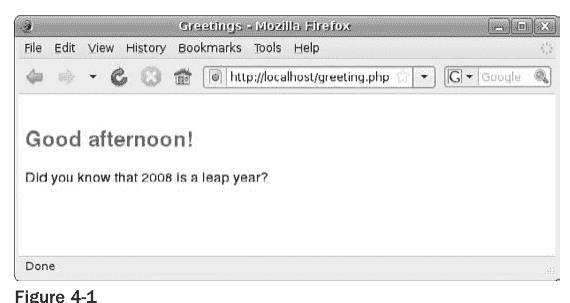 Greetings - Mozilla Firefox
File Edit View History Bookmarks Tools Help
http://localhost/greeting.php G Google
Good afternoon!
Did you know that 2008 is a leap year?
Done
Figure 4-1